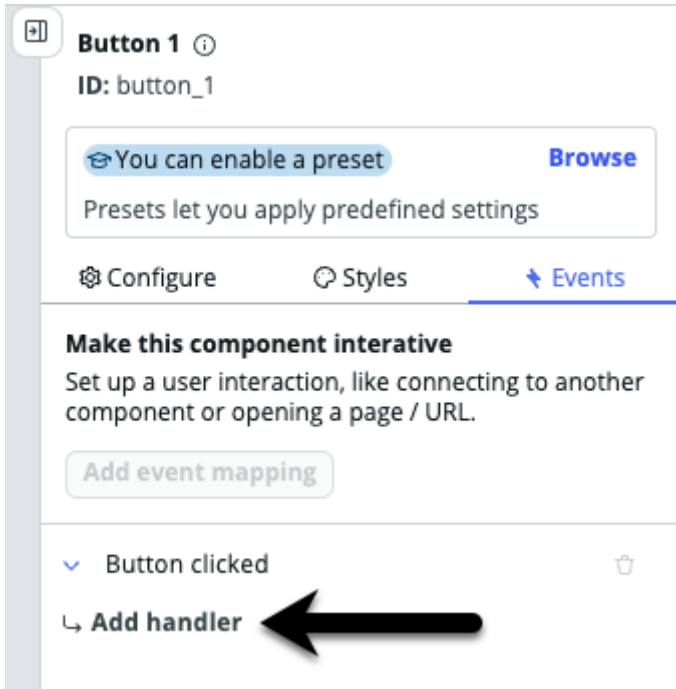 Button 1
ID: button_1
You can enable a preset Browse
Presets let you apply predefined settings
Configure Styles Events
Make this component interative
Set up a user interaction, like connecting to another
component or opening a page / URL.
Add event mapping
Button clicked
Add handler